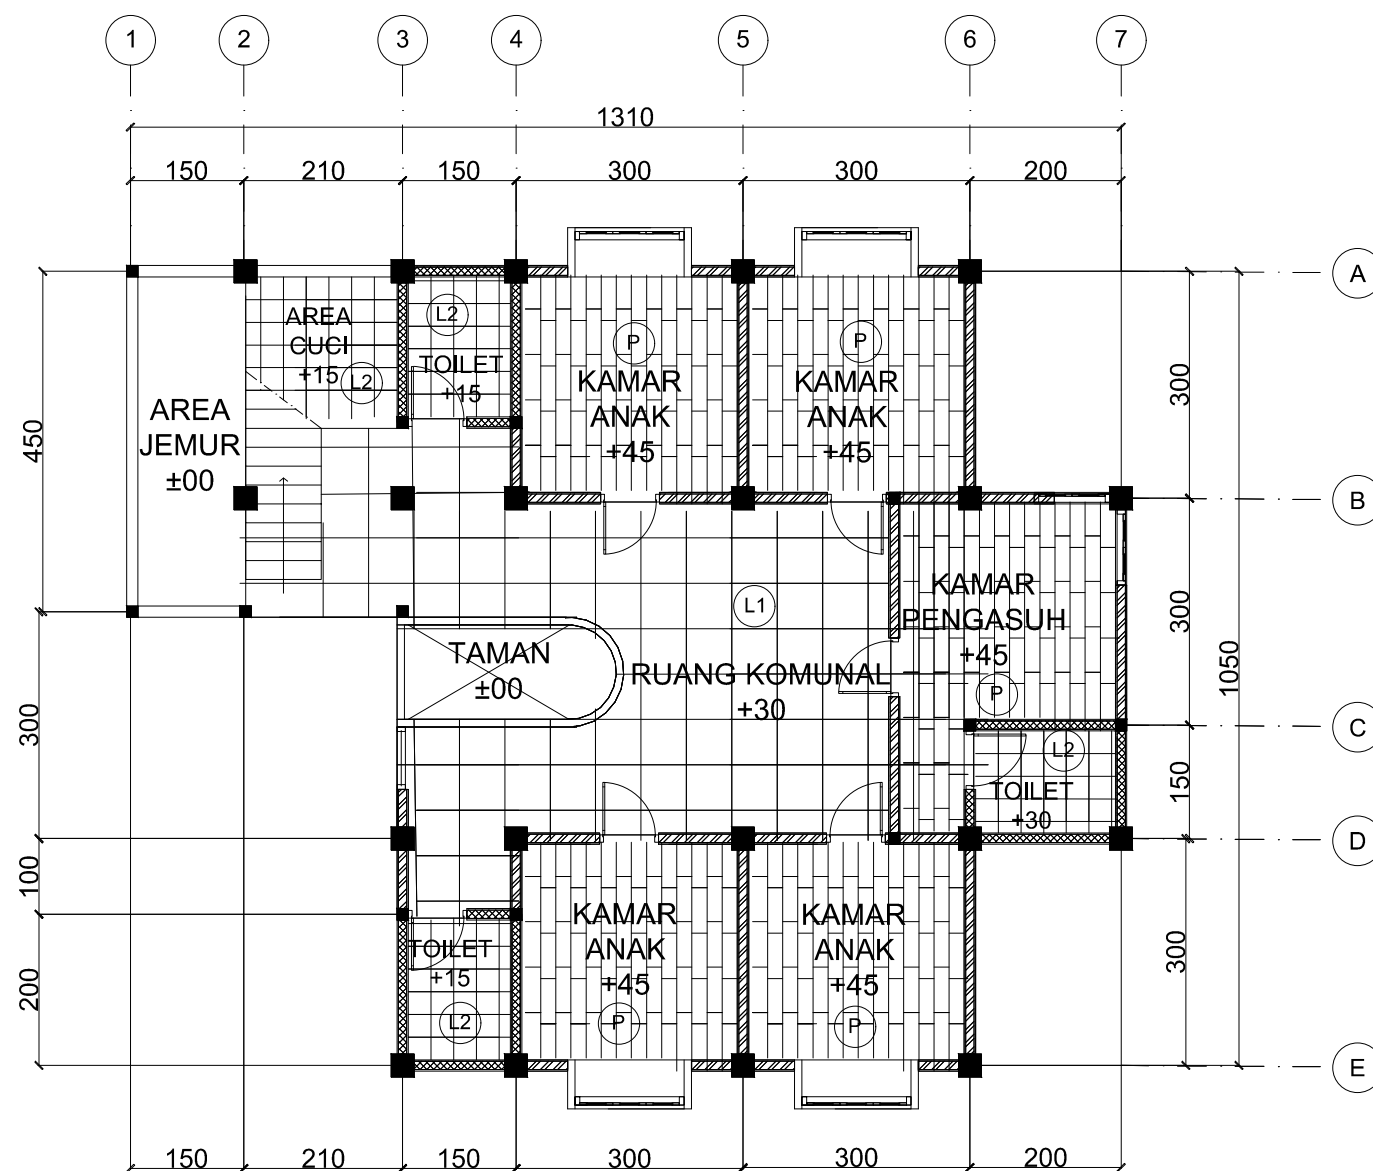 1 2 3 4 5 6 7
1310
150 210 150 300 300 200
A
AREA
CUCI
+15
L2
L2
TOILET
+15
P
KAMAR
ANAK
+45
P
KAMAR
ANAK
+45
300
450
AREA
JEMUR
±00
B
L1
KAMAR
PENGASUH
+45
P
300
1050
TAMAN
±00
RUANG KOMUNAL
+30
300
C
L2
TOILET
+30
150
D
100
KAMAR
ANAK
+45
P
KAMAR
ANAK
+45
P
300
TOILET
+15
L2
200
E
150 210 150 300 300 200